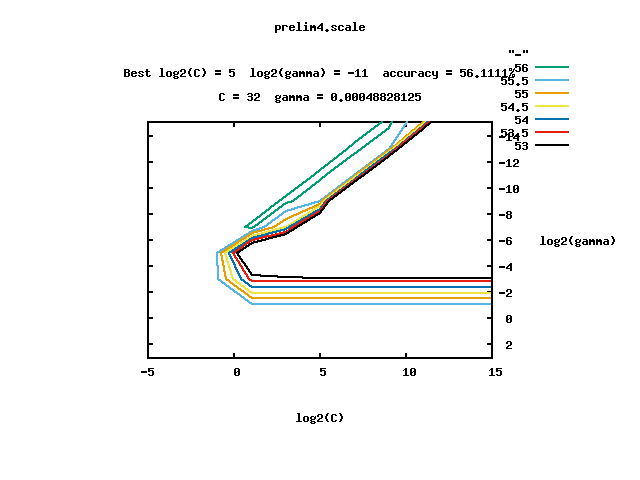 prelim4.scale
"-"
Best log2(C) = 5  log2(gamma) = -11  accuracy = 56.1111%
C = 32  gamma = 0.00048828125
56
55.5
55
54.5
54
53.5
53
-14
-12
-10
-8
-6
-4
-2
0
2
log2(gamma)
-5 0 5 10 15
log2(C)